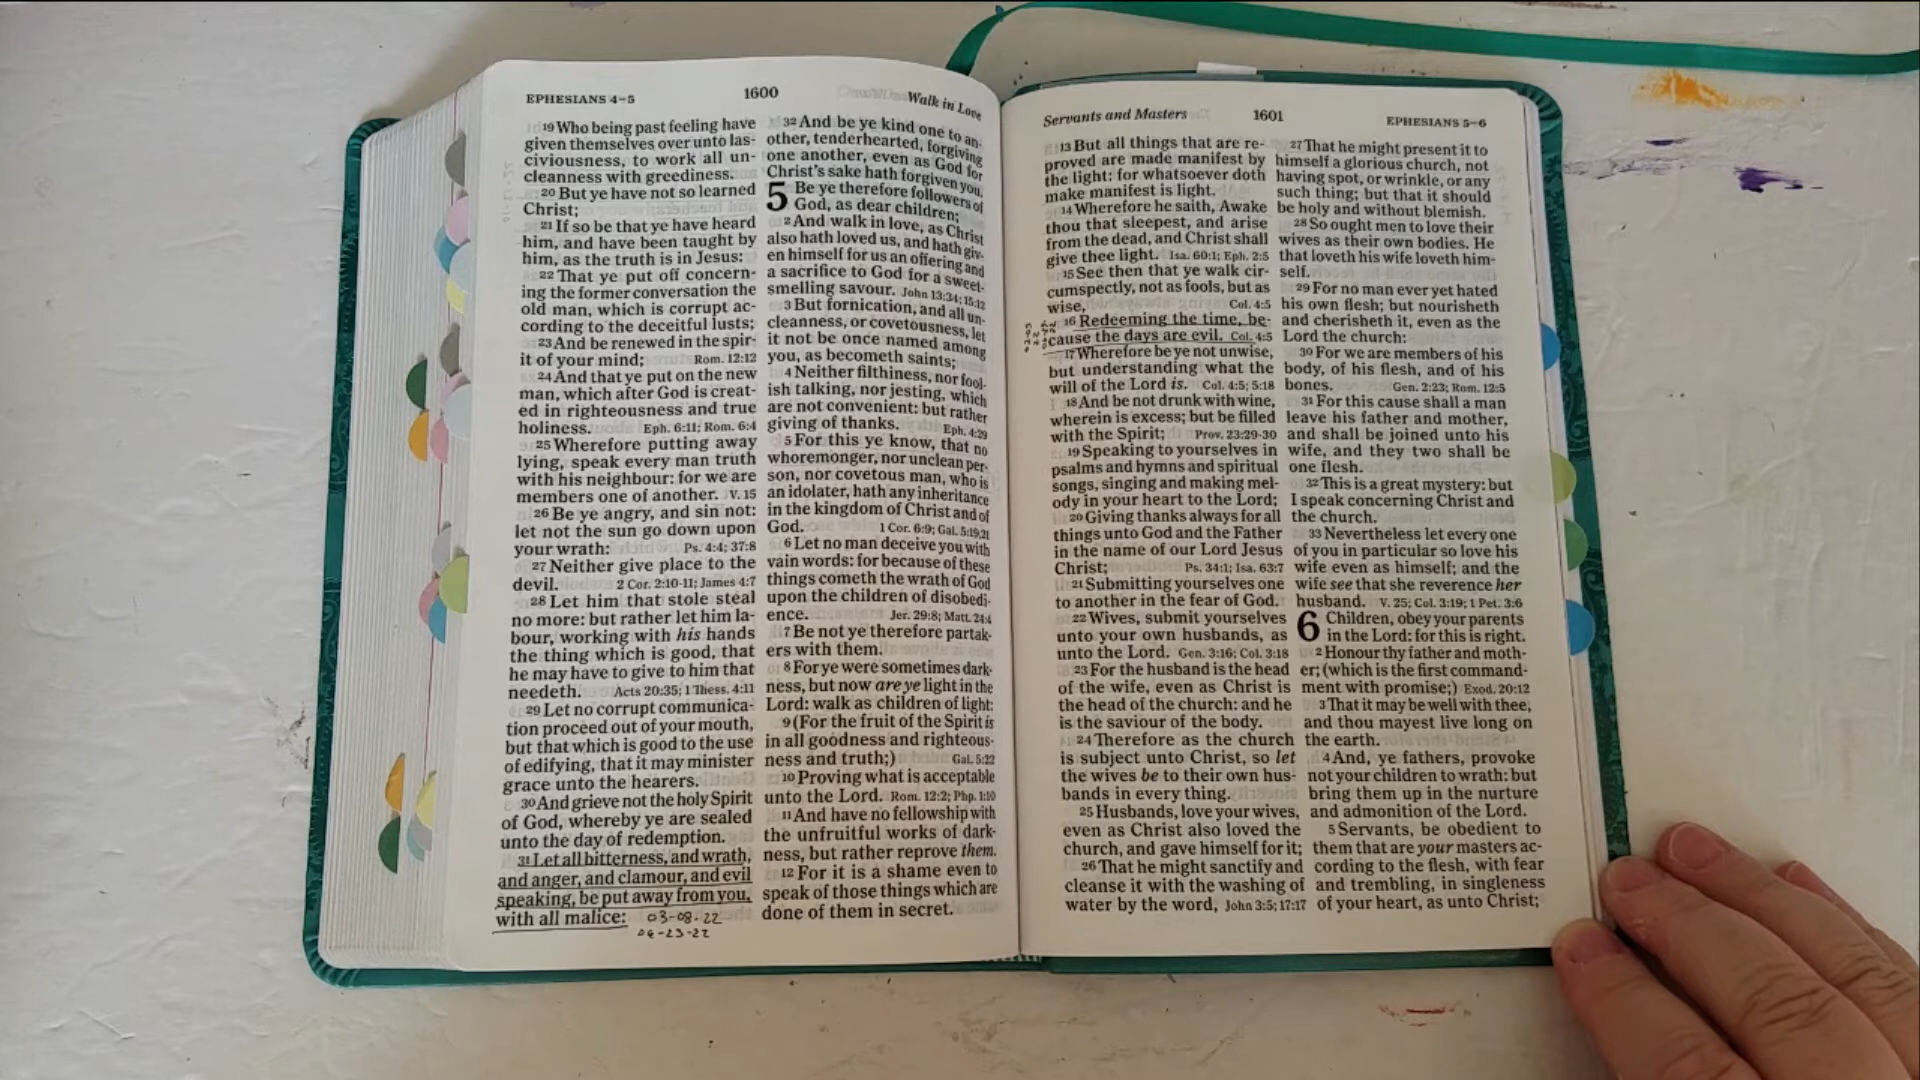 EPHESIANS 4–5
1600
Walk in Love
19 Who being past feeling have
given themselves over unto las-
civiousness, to work all un-
cleanness with greediness.
20 But ye have not so learned
Christ;
21 If so be that ye have heard
him, and have been taught by
him, as the truth is in Jesus:
22 That ye put off concern-
ing the former conversation the
old man, which is corrupt ac-
cording to the deceitful lusts;
23 And be renewed in the spir-
it of your mind; Rom. 12:12
24 And that ye put on the new
man, which after God is creat-
ed in righteousness and true
holiness. Eph. 6:11; Rom. 6:4
25 Wherefore putting away
lying, speak every man truth
with his neighbour: for we are
members one of another. V. 15
26 Be ye angry, and sin not:
let not the sun go down upon
your wrath: Ps. 4:4; 37:8
27 Neither give place to the
devil. 2 Cor. 2:10-11; James 4:7
28 Let him that stole steal
no more: but rather let him la-
bour, working with his hands
the thing which is good, that
he may have to give to him that
needeth. Acts 20:35; 1 Thess. 4:11
29 Let no corrupt communica-
tion proceed out of your mouth,
but that which is good to the use
of edifying, that it may minister
grace unto the hearers.
30 And grieve not the holy Spirit
of God, whereby ye are sealed
unto the day of redemption.
31 Let all bitterness, and wrath,
and anger, and clamour, and evil
speaking, be put away from you,
with all malice: 03-08-22
06-23-22
32 And be ye kind one to an-
other, tenderhearted, forgiving
one another, even as God for
Christ's sake hath forgiven you.
5 Be ye therefore followers of
God, as dear children;
2 And walk in love, as Christ
also hath loved us, and hath giv-
en himself for us an offering and
a sacrifice to God for a sweet-
smelling savour. John 13:34; 15:12
3 But fornication, and all un-
cleanness, or covetousness, let
it not be once named among
you, as becometh saints;
4 Neither filthiness, nor fool-
ish talking, nor jesting, which
are not convenient: but rather
giving of thanks. Eph. 4:29
5 For this ye know, that no
whoremonger, nor unclean per-
son, nor covetous man, who is
an idolater, hath any inheritance
in the kingdom of Christ and of
God. 1 Cor. 6:9; Gal. 5:19,21
6 Let no man deceive you with
vain words: for because of these
things cometh the wrath of God
upon the children of disobedi-
ence. Jer. 29:8; Matt. 24:4
7 Be not ye therefore partak-
ers with them.
8 For ye were sometimes dark-
ness, but now are ye light in the
Lord: walk as children of light:
9 (For the fruit of the Spirit is
in all goodness and righteous-
ness and truth;) Gal. 5:22
10 Proving what is acceptable
unto the Lord. Rom. 12:2; Php. 1:10
11 And have no fellowship with
the unfruitful works of dark-
ness, but rather reprove them.
12 For it is a shame even to
speak of those things which are
done of them in secret.
Servants and Masters
1601
EPHESIANS 5–6
13 But all things that are re-
proved are made manifest by
the light: for whatsoever doth
make manifest is light.
14 Wherefore he saith, Awake
thou that sleepest, and arise
from the dead, and Christ shall
give thee light. Isa. 60:1; Eph. 2:5
15 See then that ye walk cir-
cumspectly, not as fools, but as
wise, Col. 4:5
16 Redeeming the time, be-
cause the days are evil. Col. 4:5
17 Wherefore be ye not unwise,
but understanding what the
will of the Lord is. Col. 4:5; 5:18
18 And be not drunk with wine,
wherein is excess; but be filled
with the Spirit; Prov. 23:29-30
19 Speaking to yourselves in
psalms and hymns and spiritual
songs, singing and making mel-
ody in your heart to the Lord;
20 Giving thanks always for all
things unto God and the Father
in the name of our Lord Jesus
Christ; Ps. 34:1; Isa. 63:7
21 Submitting yourselves one
to another in the fear of God.
22 Wives, submit yourselves
unto your own husbands, as
unto the Lord. Gen. 3:16; Col. 3:18
23 For the husband is the head
of the wife, even as Christ is
the head of the church: and he
is the saviour of the body.
24 Therefore as the church
is subject unto Christ, so let
the wives be to their own hus-
bands in every thing.
25 Husbands, love your wives,
even as Christ also loved the
church, and gave himself for it;
26 That he might sanctify and
cleanse it with the washing of
water by the word, John 3:5; 17:17
27 That he might present it to
himself a glorious church, not
having spot, or wrinkle, or any
such thing; but that it should
be holy and without blemish.
28 So ought men to love their
wives as their own bodies. He
that loveth his wife loveth him-
self.
29 For no man ever yet hated
his own flesh; but nourisheth
and cherisheth it, even as the
Lord the church:
30 For we are members of his
body, of his flesh, and of his
bones. Gen. 2:23; Rom. 12:5
31 For this cause shall a man
leave his father and mother,
and shall be joined unto his
wife, and they two shall be
one flesh.
32 This is a great mystery: but
I speak concerning Christ and
the church.
33 Nevertheless let every one
of you in particular so love his
wife even as himself; and the
wife see that she reverence her
husband. V. 25; Col. 3:19; 1 Pet. 3:6
6 Children, obey your parents
in the Lord: for this is right.
2 Honour thy father and moth-
er; (which is the first command-
ment with promise;) Exod. 20:12
3 That it may be well with thee,
and thou mayest live long on
the earth.
4 And, ye fathers, provoke
not your children to wrath: but
bring them up in the nurture
and admonition of the Lord.
5 Servants, be obedient to
them that are your masters ac-
cording to the flesh, with fear
and trembling, in singleness
of your heart, as unto Christ;